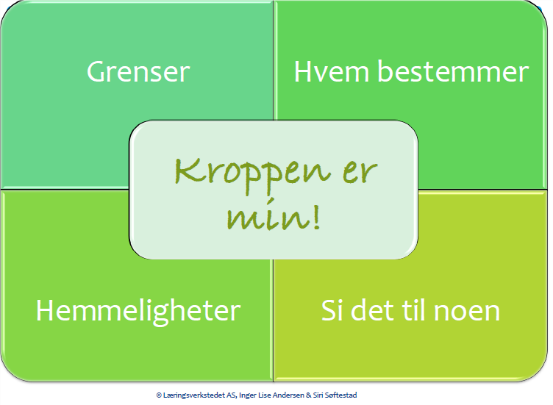 Grenser
Hvem bestemmer
Kroppen er
min!
Hemmeligheter
Si det til noen
© Læringsverkstedet AS, Inger Lise Andersen & Siri Søftestad